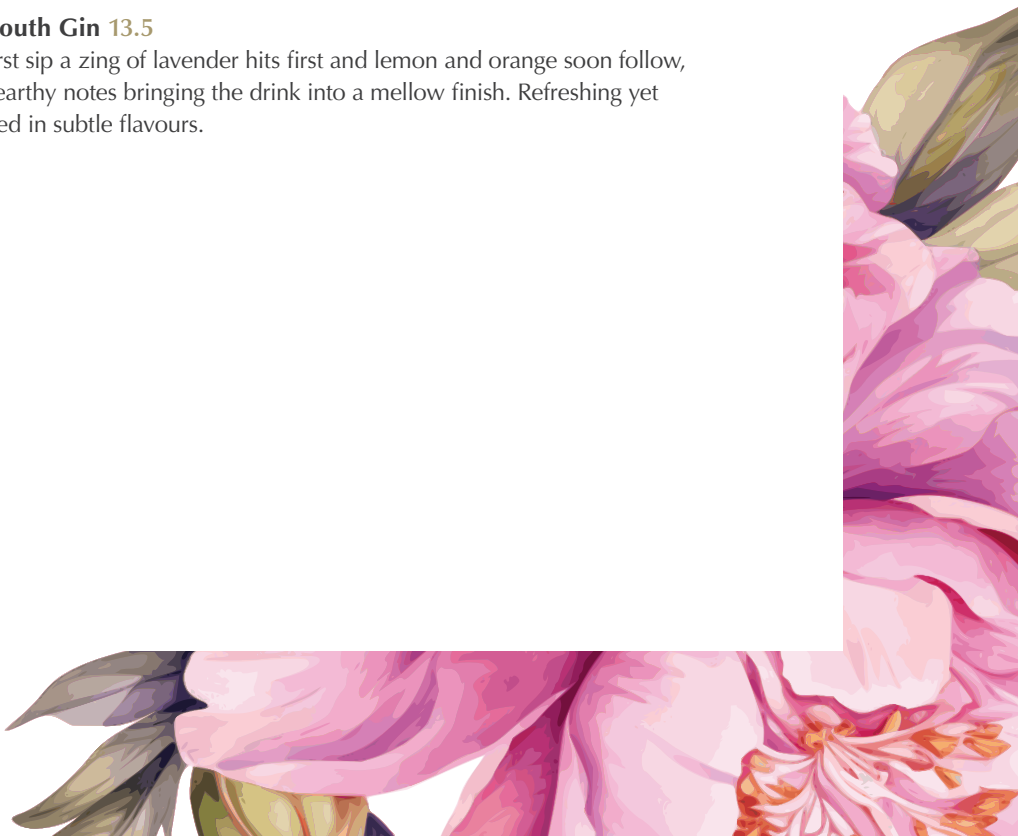 outh Gin 13.5
rst sip a zing of lavender hits first and lemon and orange soon follow,
earthy notes bringing the drink into a mellow finish. Refreshing yet
ed in subtle flavours.